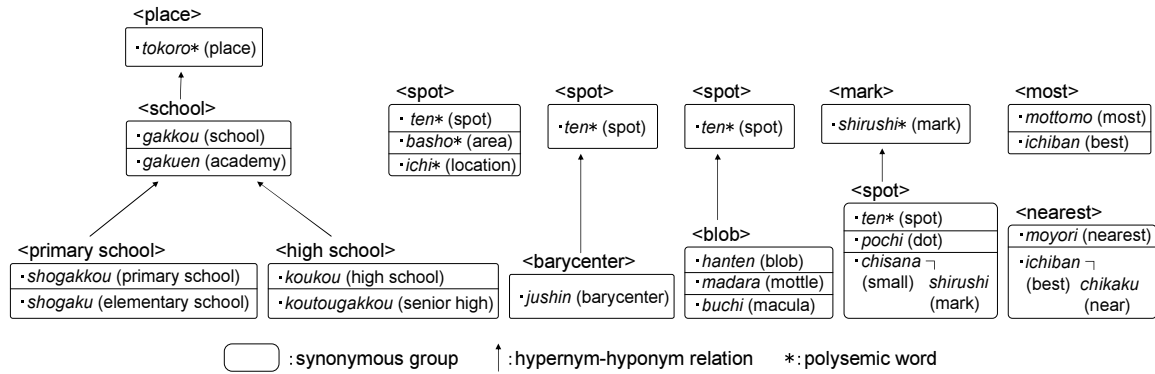 <place>
・tokoro* (place)
<school>
・gakkou (school)
・gakuen (academy)
<primary school>
・shogakkou (primary school)
・shogaku (elementary school)
<high school>
・koukou (high school)
・koutougakkou (senior high)
<spot>
・ten* (spot)
・basho* (area)
・ichi* (location)
<spot>
・ten* (spot)
<barycenter>
・jushin (barycenter)
<spot>
・ten* (spot)
<blob>
・hanten (blob)
・madara (mottle)
・buchi (macula)
<mark>
・shirushi* (mark)
<spot>
・ten* (spot)
・pochi (dot)
・chisana ┐
(small) shirushi
(mark)
<most>
・mottomo (most)
・ichiban (best)
<nearest>
・moyori (nearest)
・ichiban ┐
(best) chikaku
(near)
:synonymous group :hypernym-hyponym relation *:polysemic word